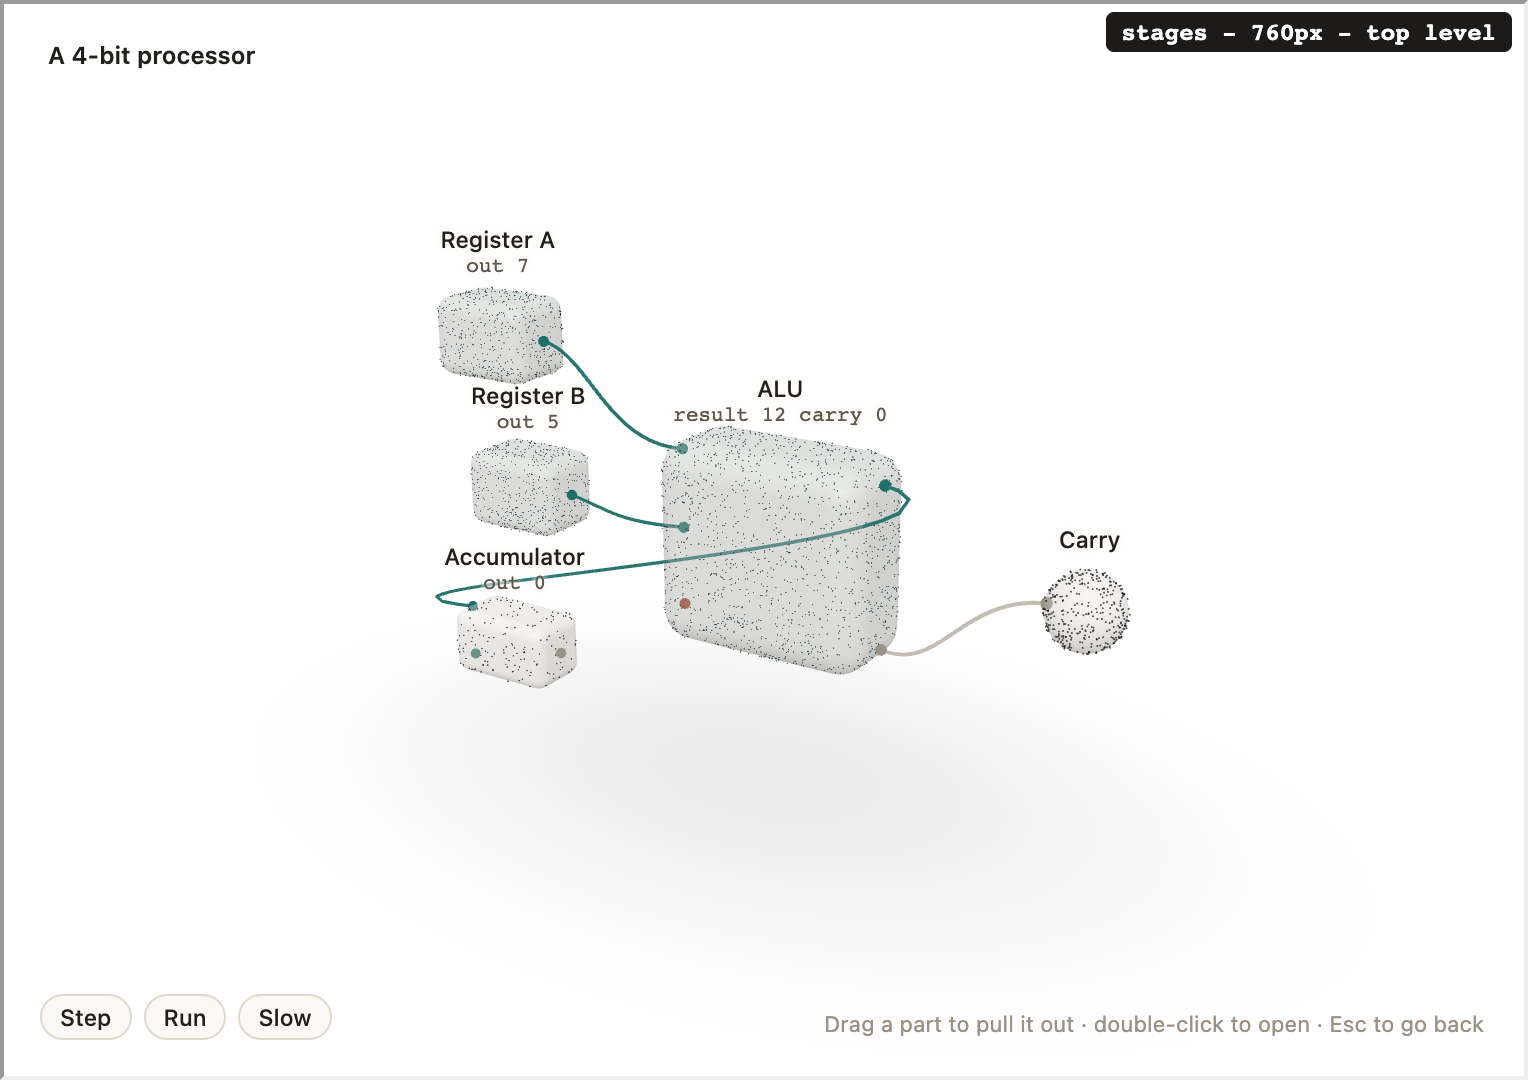 A 4-bit processor
stages - 760px - top level
Register A
out 7
Register B
out 5
ALU
result 12 carry 0
Accumulator
out 0
Carry
Step
Run
Slow
Drag a part to pull it out · double-click to open · Esc to go back